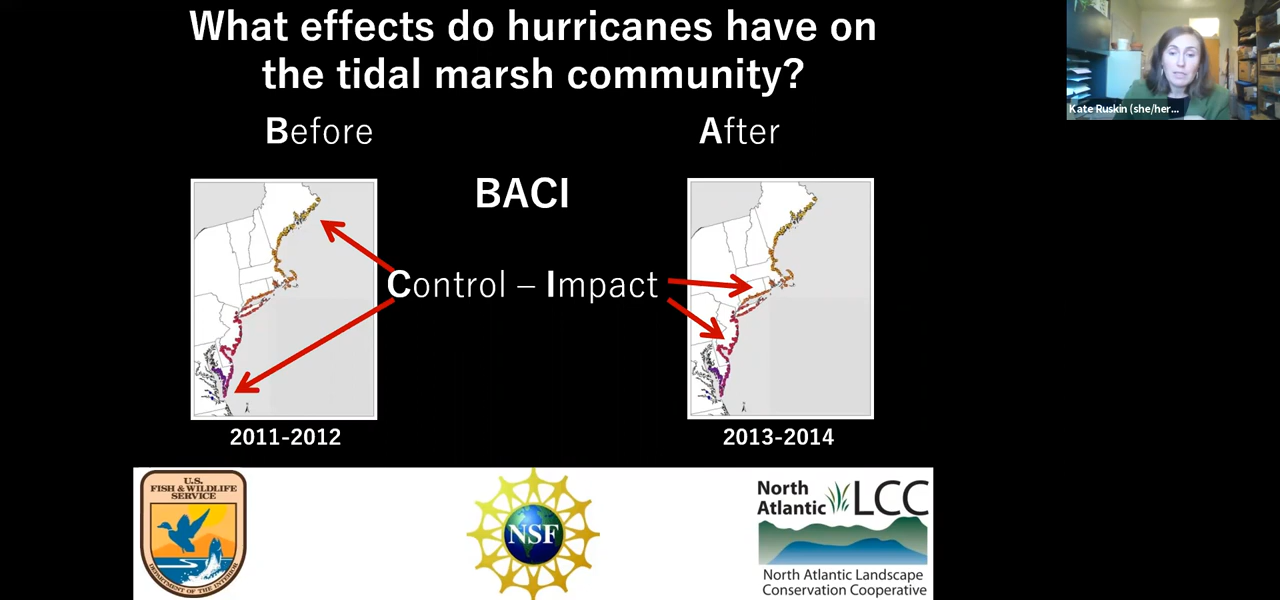 What effects do hurricanes have on
the tidal marsh community?
Before
After
BACI
Control – Impact
2011-2012
2013-2014
U.S.
FISH & WILDLIFE
SERVICE
DEPARTMENT OF THE INTERIOR
NSF
North
Atlantic LCC
North Atlantic Landscape
Conservation Cooperative
Kate Ruskin (she/her...